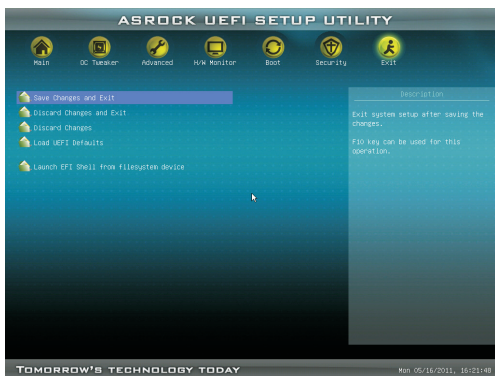 ASROCK UEFI SETUP UTILITY
Main OC Tweaker Advanced H/W Monitor Boot Security Exit
Save Changes and Exit
Discard Changes and Exit
Discard Changes
Load UEFI Defaults
Launch EFI Shell from filesystem device
Description
Exit system setup after saving the
changes.
F10 key can be used for this
operation.
TOMORROW'S TECHNOLOGY TODAY
Mon 05/16/2011, 16:21:48